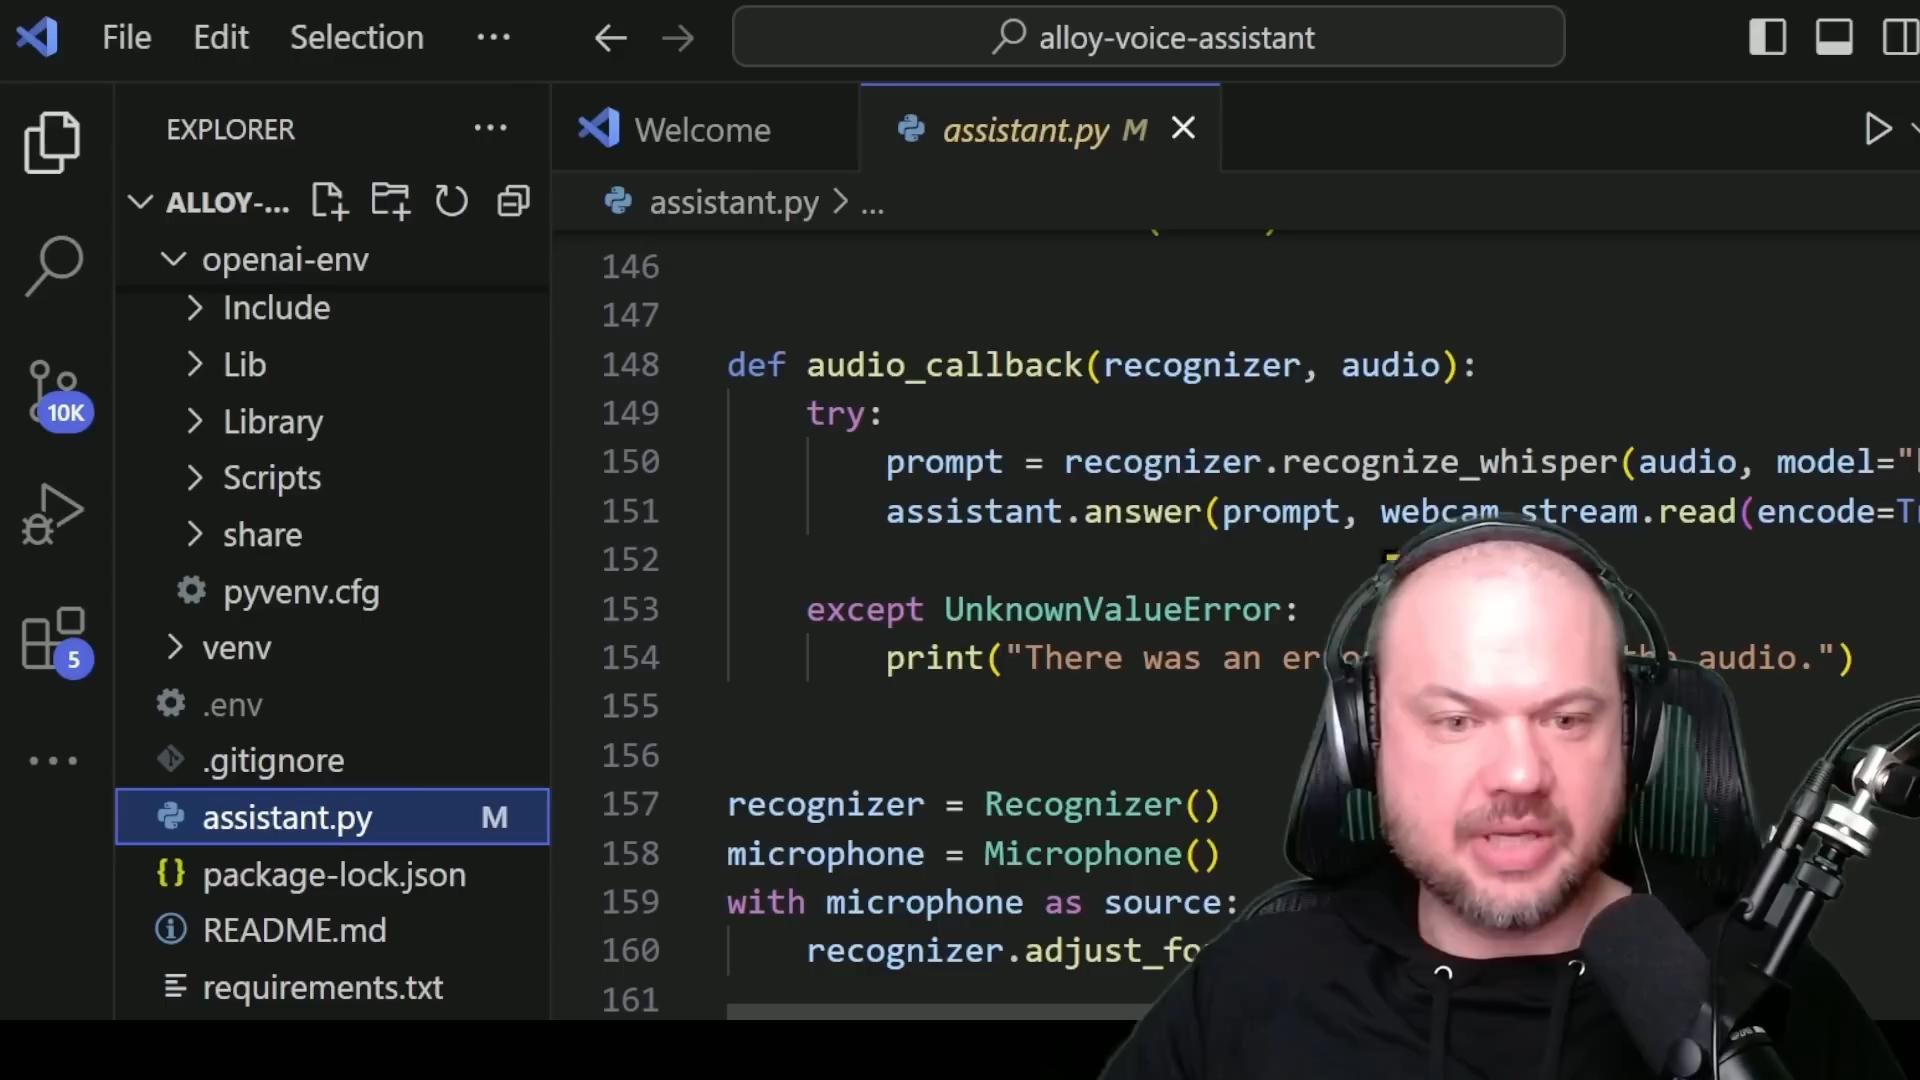 File Edit Selection ··· alloy-voice-assistant
EXPLORER ···
Welcome assistant.py M
ALLOY-...
assistant.py > ...
openai-env
Include
Lib
Library
Scripts
share
pyvenv.cfg
venv
.env
.gitignore
assistant.py M
package-lock.json
README.md
requirements.txt
10K
5
146
147
148 def audio_callback(recognizer, audio):
149 try:
150 prompt = recognizer.recognize_whisper(audio, model="
151 assistant.answer(prompt, webcam_stream.read(encode=
152
153 except UnknownValueError:
154 print("There was an audio.")
155
156
157 recognizer = Recognizer()
158 microphone = Microphone()
159 with microphone as source:
160 recognizer.
161